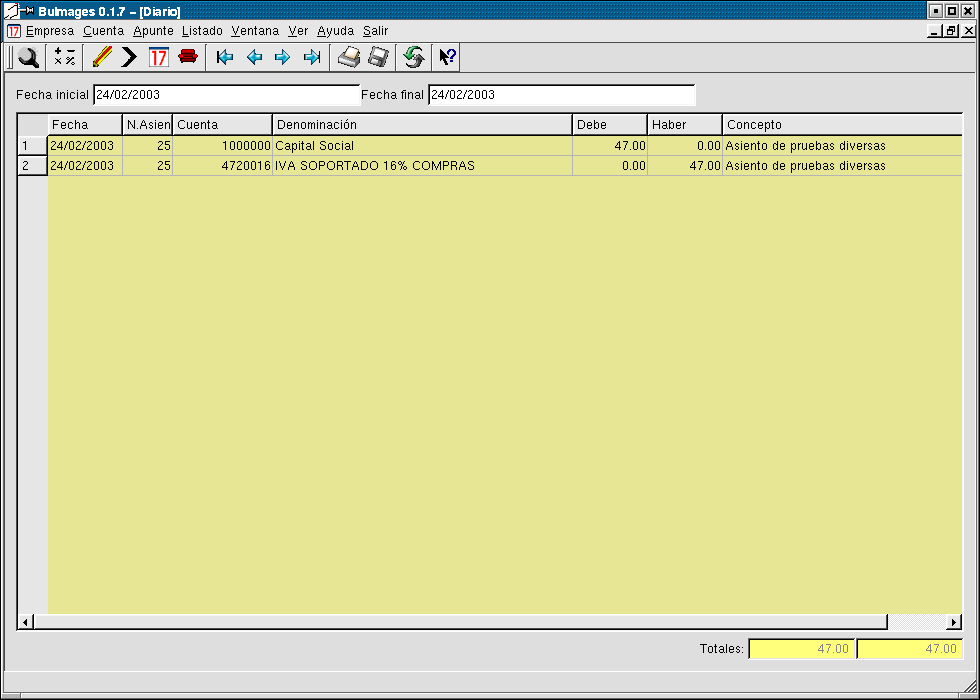 BulmaGes 0.1.7 – [Diario]
17 Empresa Cuenta Apunte Listado Ventana Ver Ayuda Salir
17
Fecha inicial 24/02/2003 Fecha final 24/02/2003
Fecha N.Asien Cuenta Denominación Debe Haber Concepto
1 24/02/2003 25 1000000 Capital Social 47.00 0.00 Asiento de pruebas diversas
2 24/02/2003 25 4720016 IVA SOPORTADO 16% COMPRAS 0.00 47.00 Asiento de pruebas diversas
Totales: 47.00 47.00